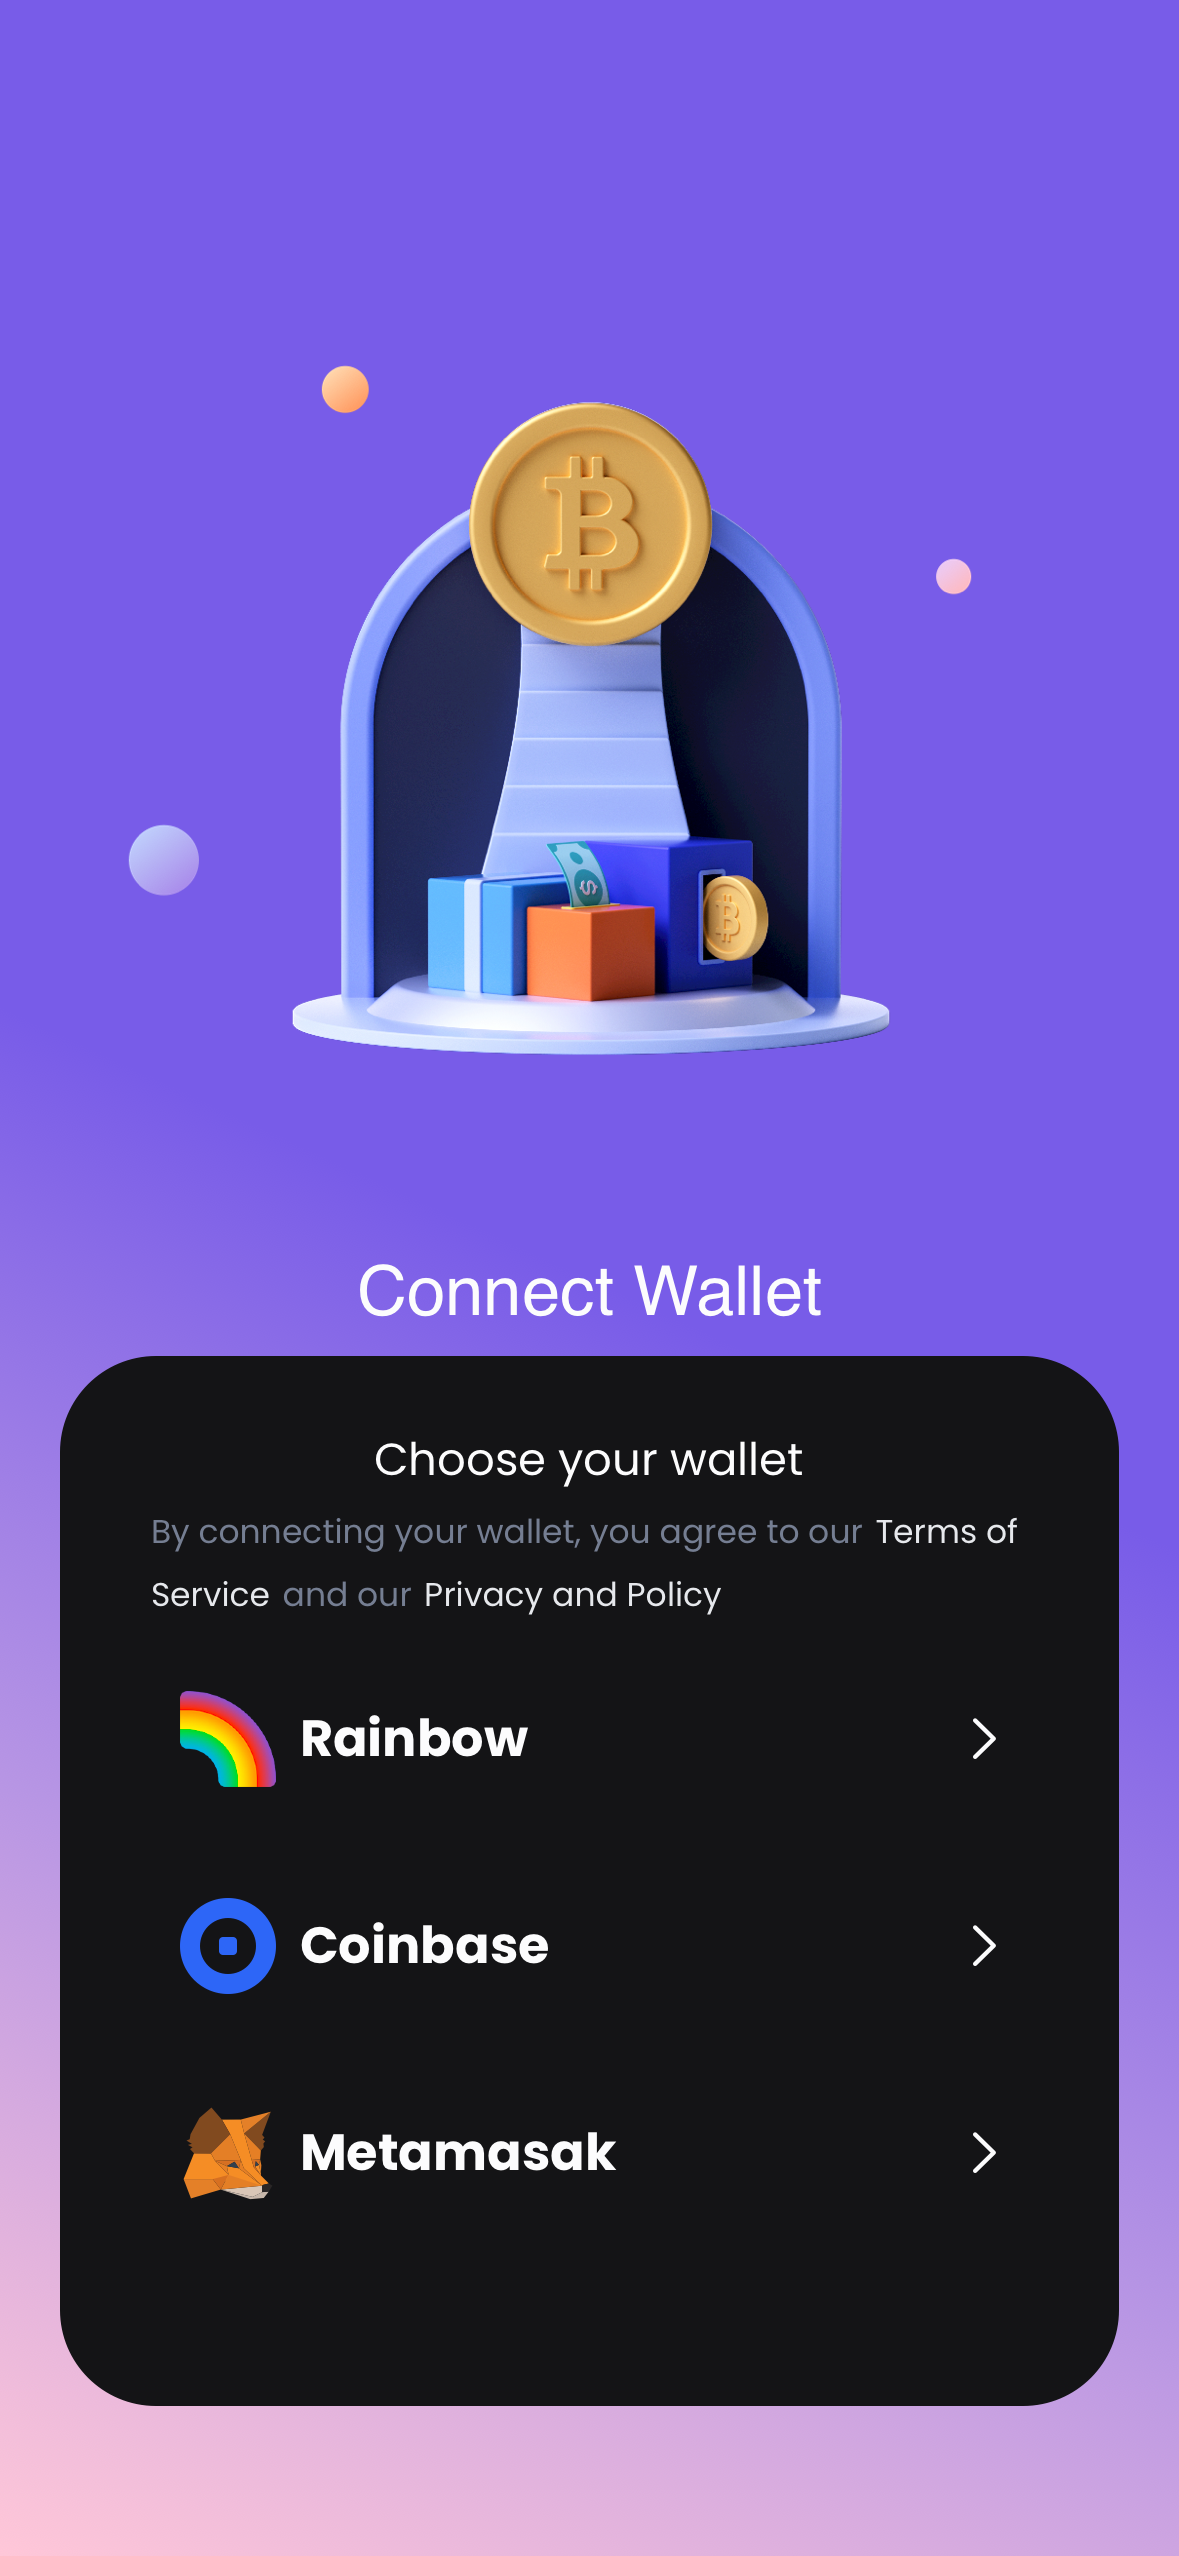 Connect Wallet
Choose your wallet
By connecting your wallet, you agree to our Terms of
Service and our Privacy and Policy
Rainbow
Coinbase
Metamasak